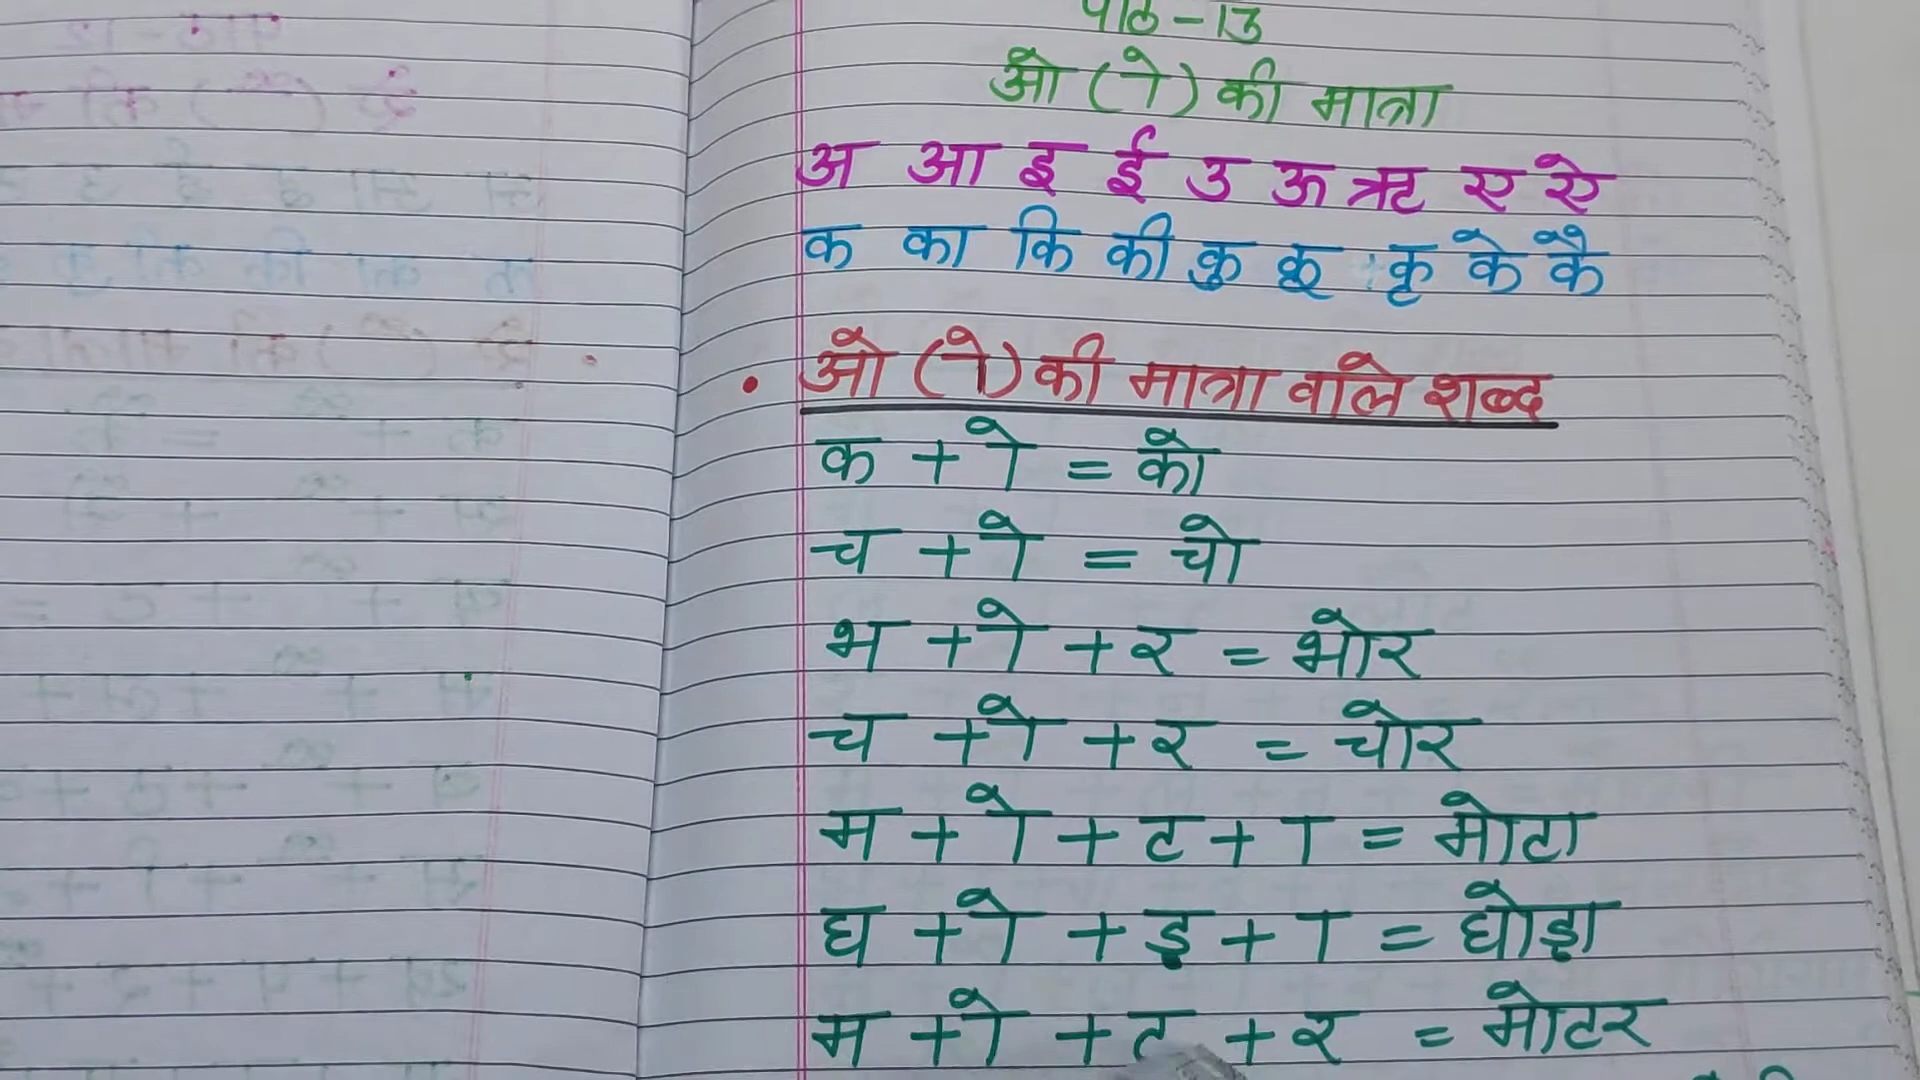 पाठ-13
ओ (ो) की मात्रा
अ आ इ ई उ ऊ ऋ ए ऐ
क का कि की कु कू कृ के कै
• ओ (ो) की मात्रा वाले शब्द
क + ो = को
च + ो = चो
भ + ो + र = भोर
च + ो + र = चोर
म + ो + ट + ा = मोटा
घ + ो + ड़ + ा = घोड़ा
म + ो + ट + र = मोटर